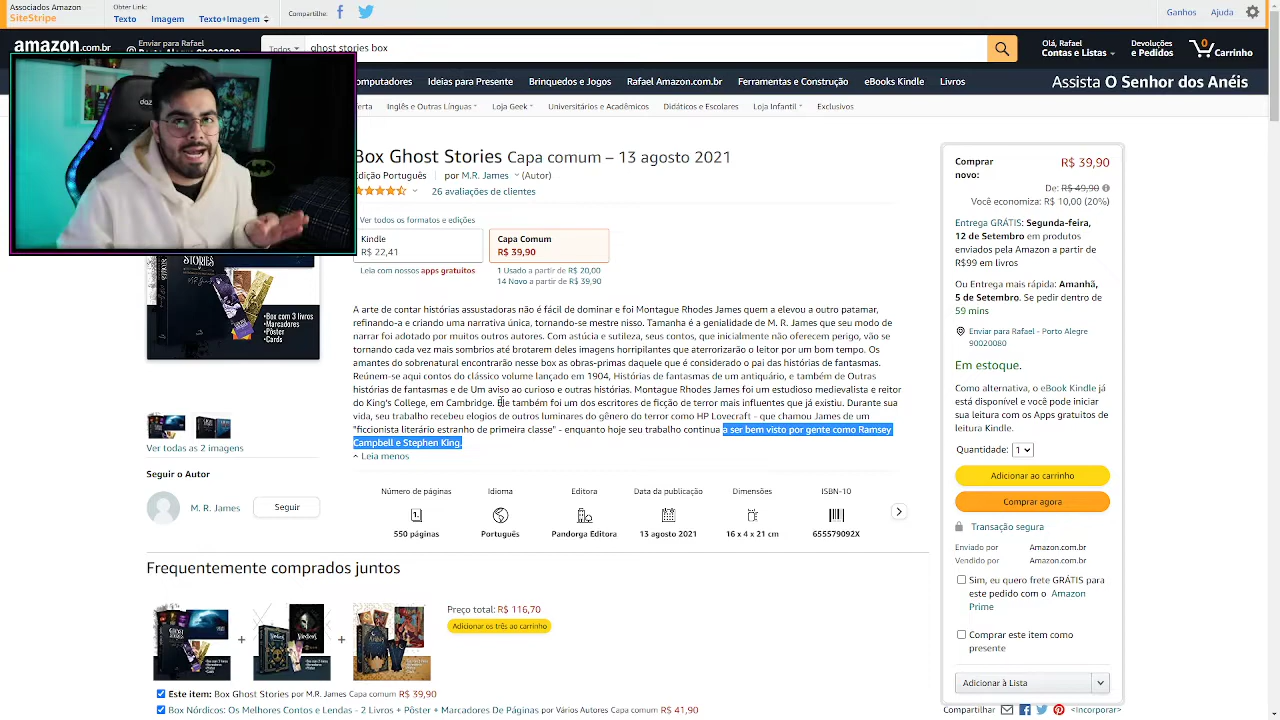 Associados Amazon
SiteStripe
Obter Link:
Texto Imagem Texto+Imagem
Compartilhe:
Ganhos Ajuda
amazon.com.br
Enviar para Rafael
Todos
ghost stories box
Olá Rafael
Contas e Listas
Devoluções
e Pedidos
0
Carrinho
omputadores Ideias para Presente Brinquedos e Jogos Rafael Amazon.com.br Ferramentas e Construção eBooks Kindle Livros
Assista O Senhor dos Anéis
erta Inglês e Outras Línguas Loja Geek Universitários e Acadêmicos Didáticos e Escolares Loja Infantil Exclusivos
Box Ghost Stories Capa comum – 13 agosto 2021
Edição Português | por M.R. James (Autor)
26 avaliações de clientes
Ver todos os formatos e edições
Kindle
R$ 22,41
Capa Comum
R$ 39,90
Leia com nossos apps gratuitos
1 Usado a partir de R$ 20,00
14 Novo a partir de R$ 39,90
A arte de contar histórias assustadoras não é fácil de dominar e foi Montague Rhodes James quem a elevou a outro patamar,
refinando-a e criando uma narrativa única, tornando-se mestre nisso. Tamanha é a genialidade de M. R. James que seu modo de
narrar foi adotado por muitos outros autores. Com astúcia e sutileza, seus contos, que inicialmente não oferecem perigo, vão se
tornando cada vez mais sombrios até brotarem deles imagens horripilantes que aterrorizarão o leitor por um bom tempo. Os
amantes do sobrenatural encontrarão nesse box as obras-primas daquele que é considerado o pai das histórias de fantasmas.
Reúnem-se aqui contos do clássico volume lançado em 1904, Histórias de fantasmas de um antiquário, e também de Outras
histórias de fantasmas e de Um aviso ao curioso e outras histórias. Montague Rhodes James foi um estudioso medievalista e reitor
do King's College, em Cambridge. Ele também foi um dos escritores de ficção de terror mais influentes que já existiu. Durante sua
vida, seu trabalho recebeu elogios de outros luminares do gênero do terror como HP Lovecraft - que chamou James de um
"ficcionista literário estranho de primeira classe" - enquanto hoje seu trabalho continua a ser bem visto por gente como Ramsey
Campbell e Stephen King.
Leia menos
STORIES
•Box com 3 livros
•Marcadores
•Pôster
•Cards
Ver todas as 2 imagens
Seguir o Autor
M. R. James
Seguir
Número de páginas
550 páginas
Idioma
Português
Editora
Pandorga Editora
Data da publicação
13 agosto 2021
Dimensões
16 x 4 x 21 cm
ISBN-10
655579092X
Frequentemente comprados juntos
+
+
Preço total: R$ 116,70
Adicionar os três ao carrinho
Este item: Box Ghost Stories por M.R. James Capa comum R$ 39,90
Box Nórdicos: Os Melhores Contos e Lendas - 2 Livros + Pôster + Marcadores De Páginas por Vários Autores Capa comum R$ 41,90
Comprar
novo:
R$ 39,90
De: R$ 49,90
Você economiza: R$ 10,00 (20%)
Entrega GRÁTIS: Segunda-feira,
12 de Setembro em produtos
enviados pela Amazon a partir de
R$99 em livros
Ou Entrega mais rápida: Amanhã,
5 de Setembro. Se pedir dentro de
59 mins
Enviar para Rafael - Porto Alegre
90020080
Em estoque.
Como alternativa, o eBook Kindle pode
ser comprado agora e você pode iniciar
sua leitura com os Apps gratuitos de
leitura Kindle.
Quantidade: 1
Adicionar ao carrinho
Comprar agora
Transação segura
Enviado por Amazon.com.br
Vendido por Amazon.com.br
Sim, eu quero frete GRÁTIS para
este pedido com o Amazon
Prime
Comprar este item como
presente
Adicionar à Lista
Compartilhar <Incorporar>